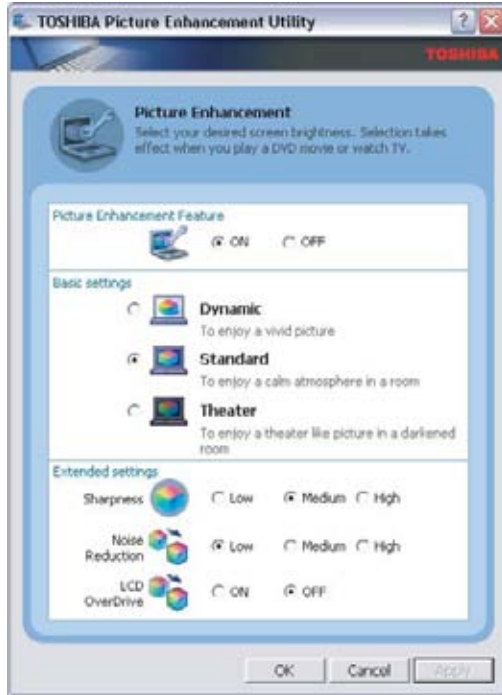 TOSHIBA Picture Enhancement Utility
TOSHIBA
Picture Enhancement
Select your desired screen brightness. Selection takes
effect when you play a DVD movie or watch TV.
Picture Enhancement Feature
ON OFF
Basic settings
Dynamic
To enjoy a vivid picture
Standard
To enjoy a calm atmosphere in a room
Theater
To enjoy a theater like picture in a darkened
room
Extended settings
Sharpness Low Medium High
Noise
Reduction Low Medium High
LCD
OverDrive ON OFF
OK Cancel Apply